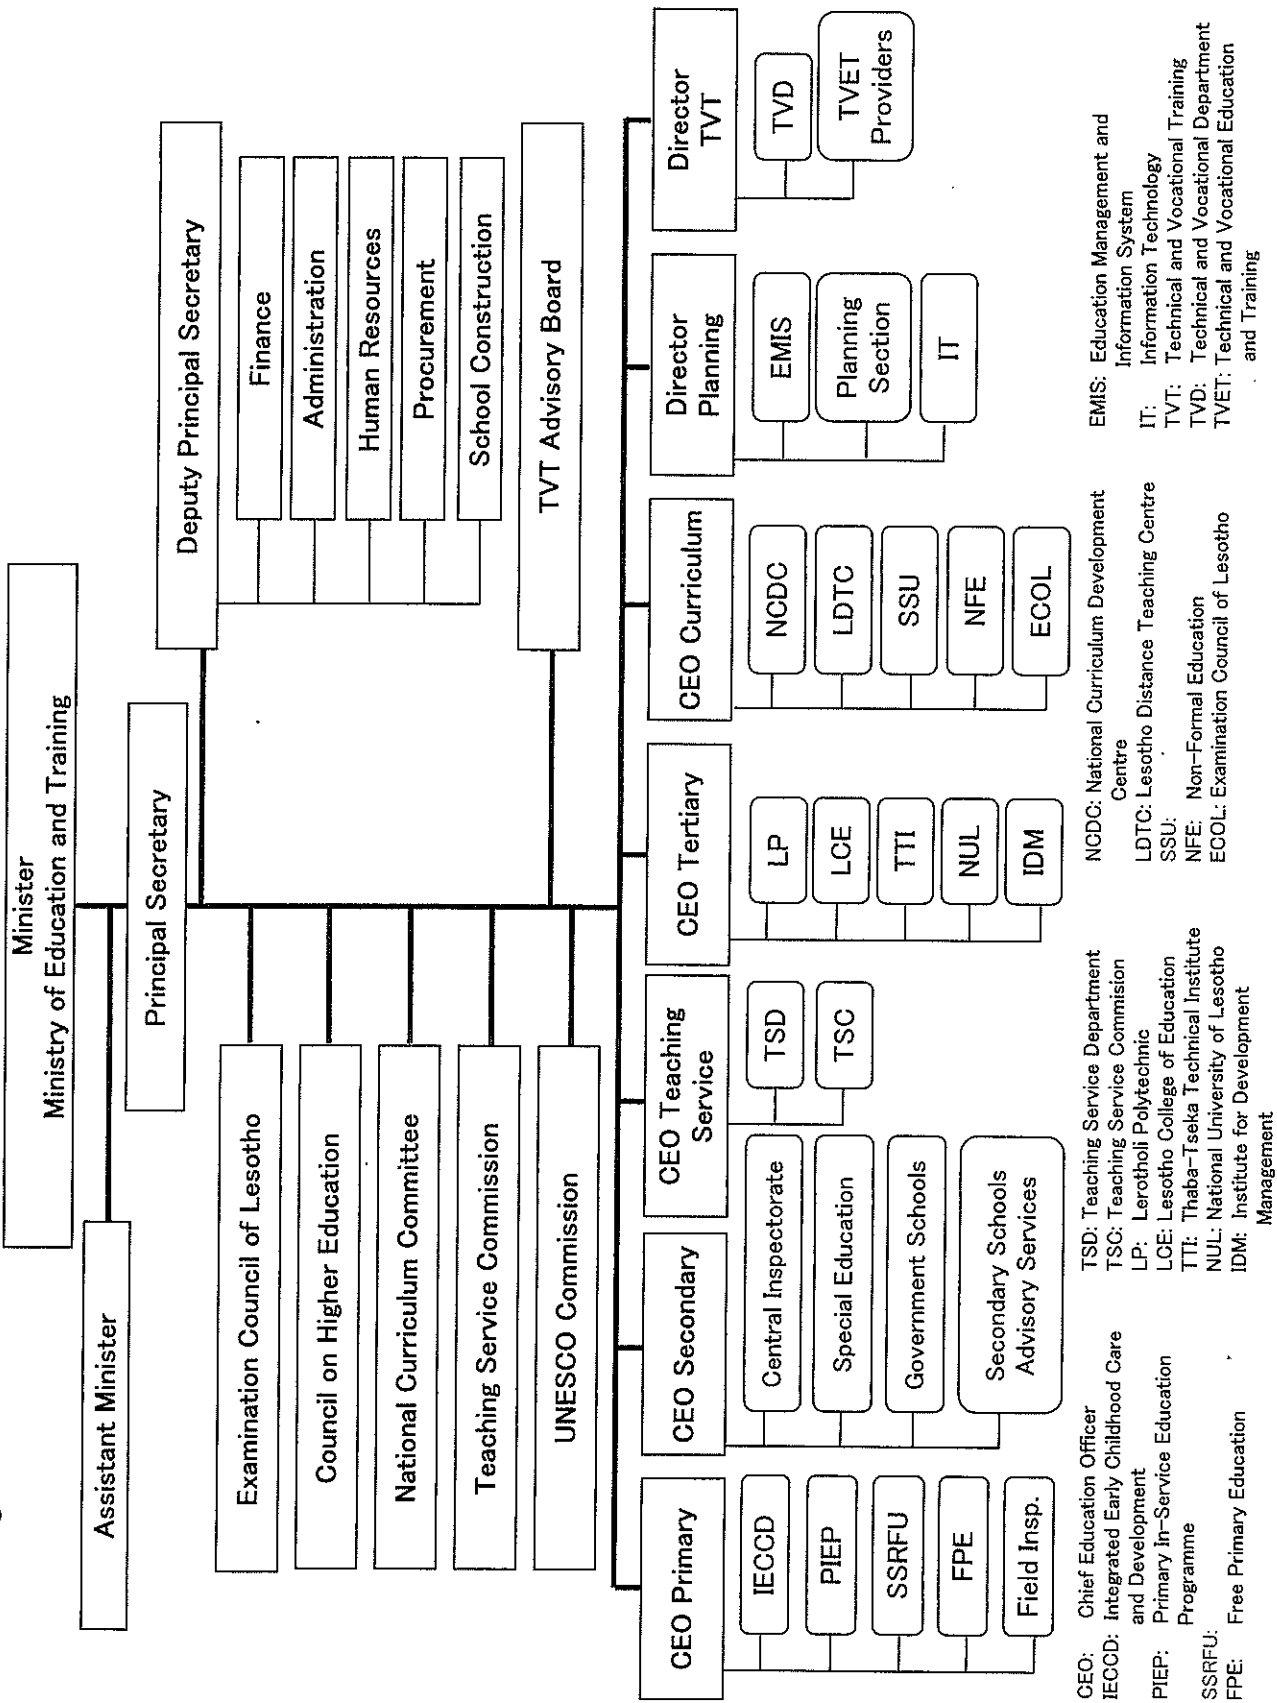 Minister
Ministry of Education and Training
Assistant Minister
Principal Secretary
Deputy Principal Secretary
Finance
Administration
Human Resources
Procurement
School Construction
Examination Council of Lesotho
Council on Higher Education
National Curriculum Committee
Teaching Service Commission
UNESCO Commission
TVT Advisory Board
CEO Primary
IECCD
PIEP
SSRFU
FPE
Field Insp.
CEO Secondary
Central Inspectorate
Special Education
Government Schools
Secondary Schools
Advisory Services
CEO Teaching
Service
TSD
TSC
CEO Tertiary
LP
LCE
TTI
NUL
IDM
CEO Curriculum
NCDC
LDTC
SSU
NFE
ECOL
Director
Planning
EMIS
Planning
Section
IT
Director
TVT
TVD
TVET
Providers
CEO: Chief Education Officer
IECCD: Integrated Early Childhood Care
and Development
PIEP: Primary In-Service Education
Programme
SSRFU:
FPE: Free Primary Education
TSD: Teaching Service Department
TSC: Teaching Service Commision
LP: Lerotholi Polytechnic
LCE: Lesotho College of Education
TTI: Thaba-Tseka Technical Institute
NUL: National University of Lesotho
IDM: Institute for Development
Management
NCDC: National Curriculum Development
Centre
LDTC: Lesotho Distance Teaching Centre
SSU:
NFE: Non-Formal Education
ECOL: Examination Council of Lesotho
EMIS: Education Management and
Information System
IT: Information Technology
TVT: Technical and Vocational Training
TVD: Technical and Vocational Department
TVET: Technical and Vocational Education
and Training